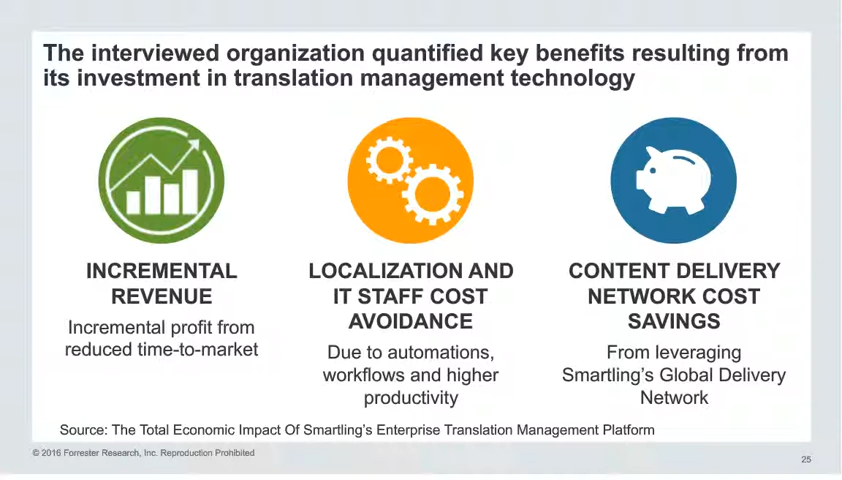 The interviewed organization quantified key benefits resulting from
its investment in translation management technology
INCREMENTAL
REVENUE
Incremental profit from
reduced time-to-market
LOCALIZATION AND
IT STAFF COST
AVOIDANCE
Due to automations,
workflows and higher
productivity
CONTENT DELIVERY
NETWORK COST
SAVINGS
From leveraging
Smartling's Global Delivery
Network
Source: The Total Economic Impact Of Smartling's Enterprise Translation Management Platform
© 2016 Forrester Research, Inc. Reproduction Prohibited
25